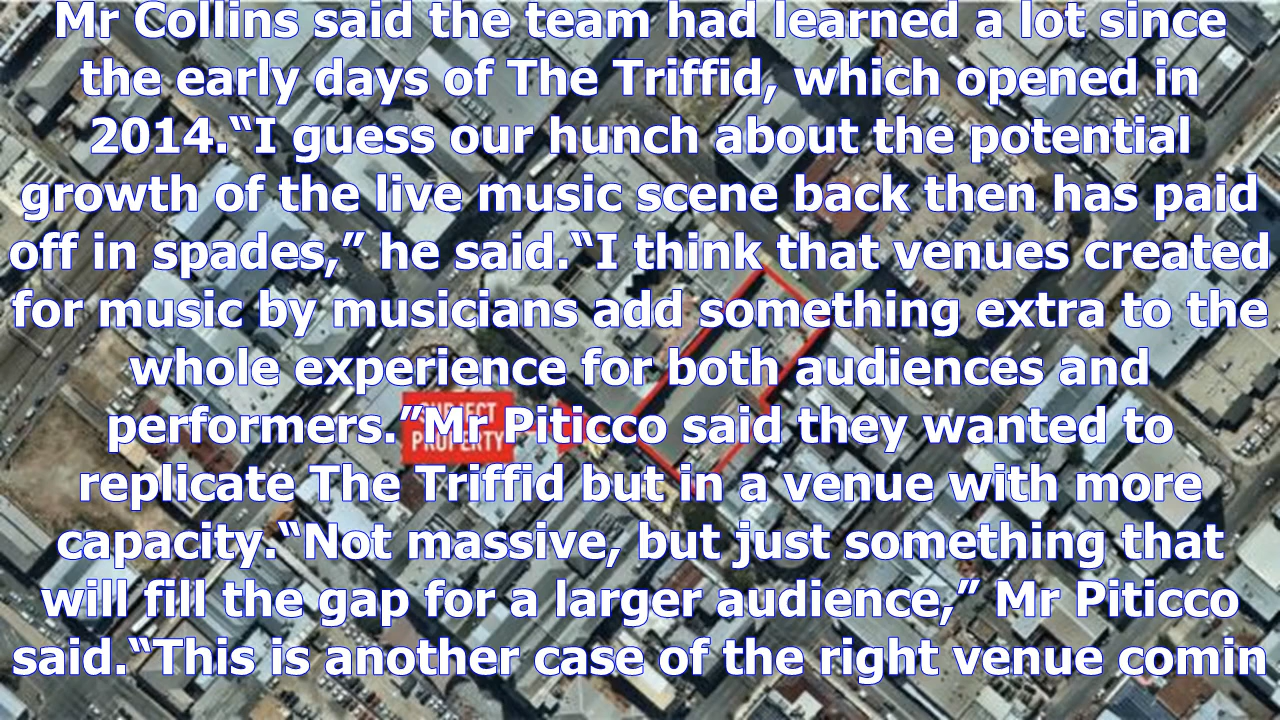 Mr Collins said the team had learned a lot since
the early days of The Triffid, which opened in
2014.“I guess our hunch about the potential
growth of the live music scene back then has paid
off in spades,” he said.“I think that venues created
for music by musicians add something extra to the
whole experience for both audiences and
performers.”Mr Piticco said they wanted to
SUBJECT
PROPERTY
replicate The Triffid but in a venue with more
capacity.“Not massive, but just something that
will fill the gap for a larger audience,” Mr Piticco
said.“This is another case of the right venue comin